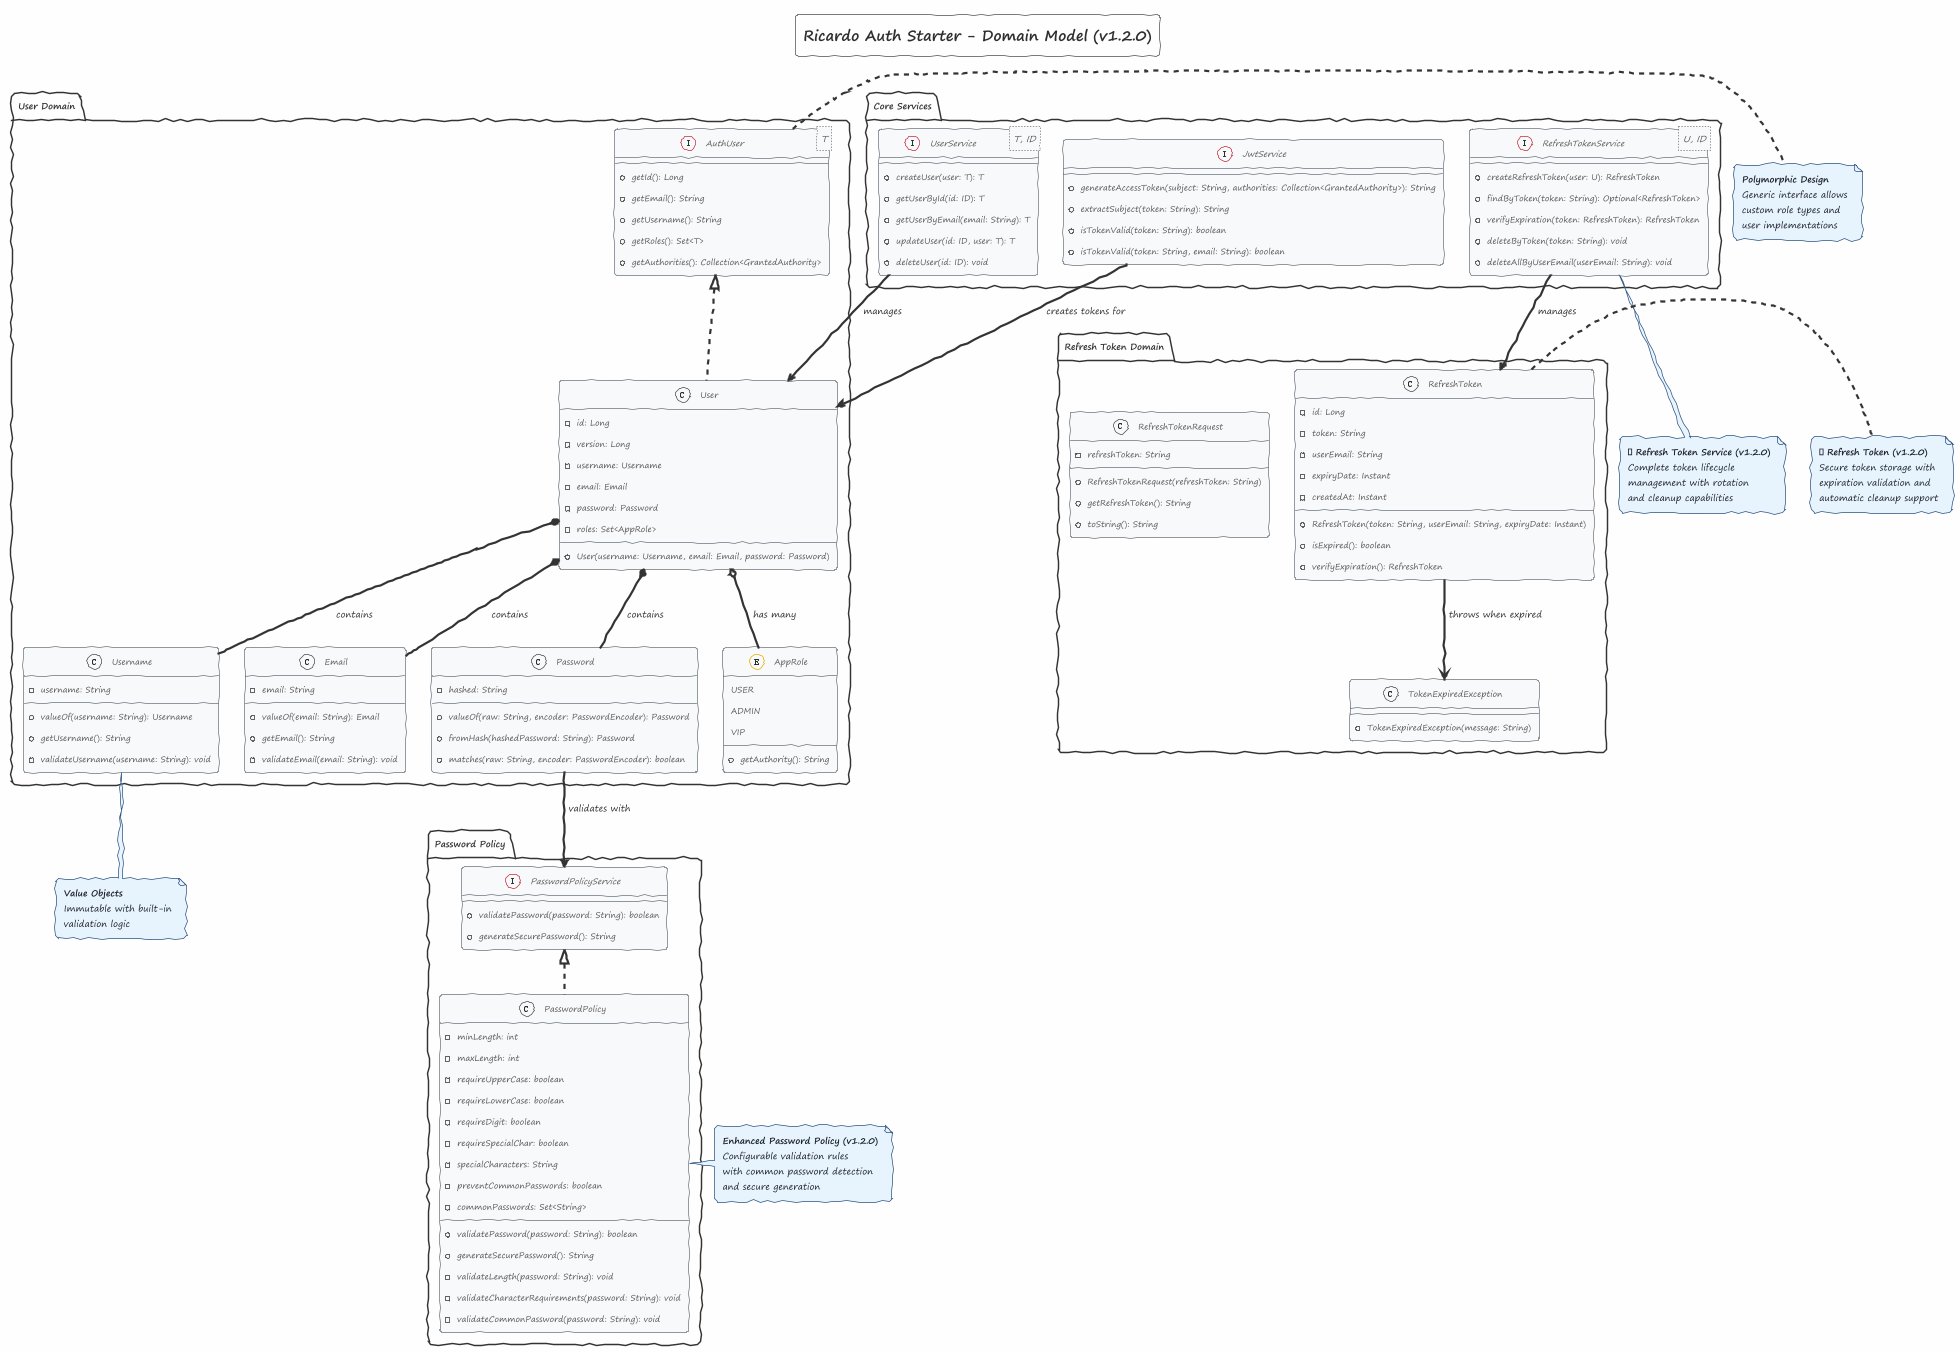 Ricardo Auth Starter - Domain Model (v1.2.0)
User Domain
I AuthUser
T
getId(): Long
getEmail(): String
getUsername(): String
getRoles(): Set<T>
getAuthorities(): Collection<GrantedAuthority>
C User
id: Long
version: Long
username: Username
email: Email
password: Password
roles: Set<AppRole>
User(username: Username, email: Email, password: Password)
contains
contains
contains
has many
C Username
username: String
valueOf(username: String): Username
getUsername(): String
validateUsername(username: String): void
C Email
email: String
valueOf(email: String): Email
getEmail(): String
validateEmail(email: String): void
C Password
hashed: String
valueOf(raw: String, encoder: PasswordEncoder): Password
fromHash(hashedPassword: String): Password
matches(raw: String, encoder: PasswordEncoder): boolean
E AppRole
USER
ADMIN
VIP
getAuthority(): String
Core Services
I UserService
T, ID
createUser(user: T): T
getUserById(id: ID): T
getUserByEmail(email: String): T
updateUser(id: ID, user: T): T
deleteUser(id: ID): void
I JwtService
generateAccessToken(subject: String, authorities: Collection<GrantedAuthority>): String
extractSubject(token: String): String
isTokenValid(token: String): boolean
isTokenValid(token: String, email: String): boolean
I RefreshTokenService
U, ID
createRefreshToken(user: U): RefreshToken
findByToken(token: String): Optional<RefreshToken>
verifyExpiration(token: RefreshToken): RefreshToken
deleteByToken(token: String): void
deleteAllByUserEmail(userEmail: String): void
Polymorphic Design
Generic interface allows
custom role types and
user implementations
manages
creates tokens for
manages
Refresh Token Domain
C RefreshTokenRequest
refreshToken: String
RefreshTokenRequest(refreshToken: String)
getRefreshToken(): String
toString(): String
C RefreshToken
id: Long
token: String
userEmail: String
expiryDate: Instant
createdAt: Instant
RefreshToken(token: String, userEmail: String, expiryDate: Instant)
isExpired(): boolean
verifyExpiration(): RefreshToken
throws when expired
C TokenExpiredException
TokenExpiredException(message: String)
Refresh Token Service (v1.2.0)
Complete token lifecycle
management with rotation
and cleanup capabilities
Refresh Token (v1.2.0)
Secure token storage with
expiration validation and
automatic cleanup support
Value Objects
Immutable with built-in
validation logic
validates with
Password Policy
I PasswordPolicyService
validatePassword(password: String): boolean
generateSecurePassword(): String
C PasswordPolicy
minLength: int
maxLength: int
requireUpperCase: boolean
requireLowerCase: boolean
requireDigit: boolean
requireSpecialChar: boolean
specialCharacters: String
preventCommonPasswords: boolean
commonPasswords: Set<String>
validatePassword(password: String): boolean
generateSecurePassword(): String
validateLength(password: String): void
validateCharacterRequirements(password: String): void
validateCommonPassword(password: String): void
Enhanced Password Policy (v1.2.0)
Configurable validation rules
with common password detection
and secure generation